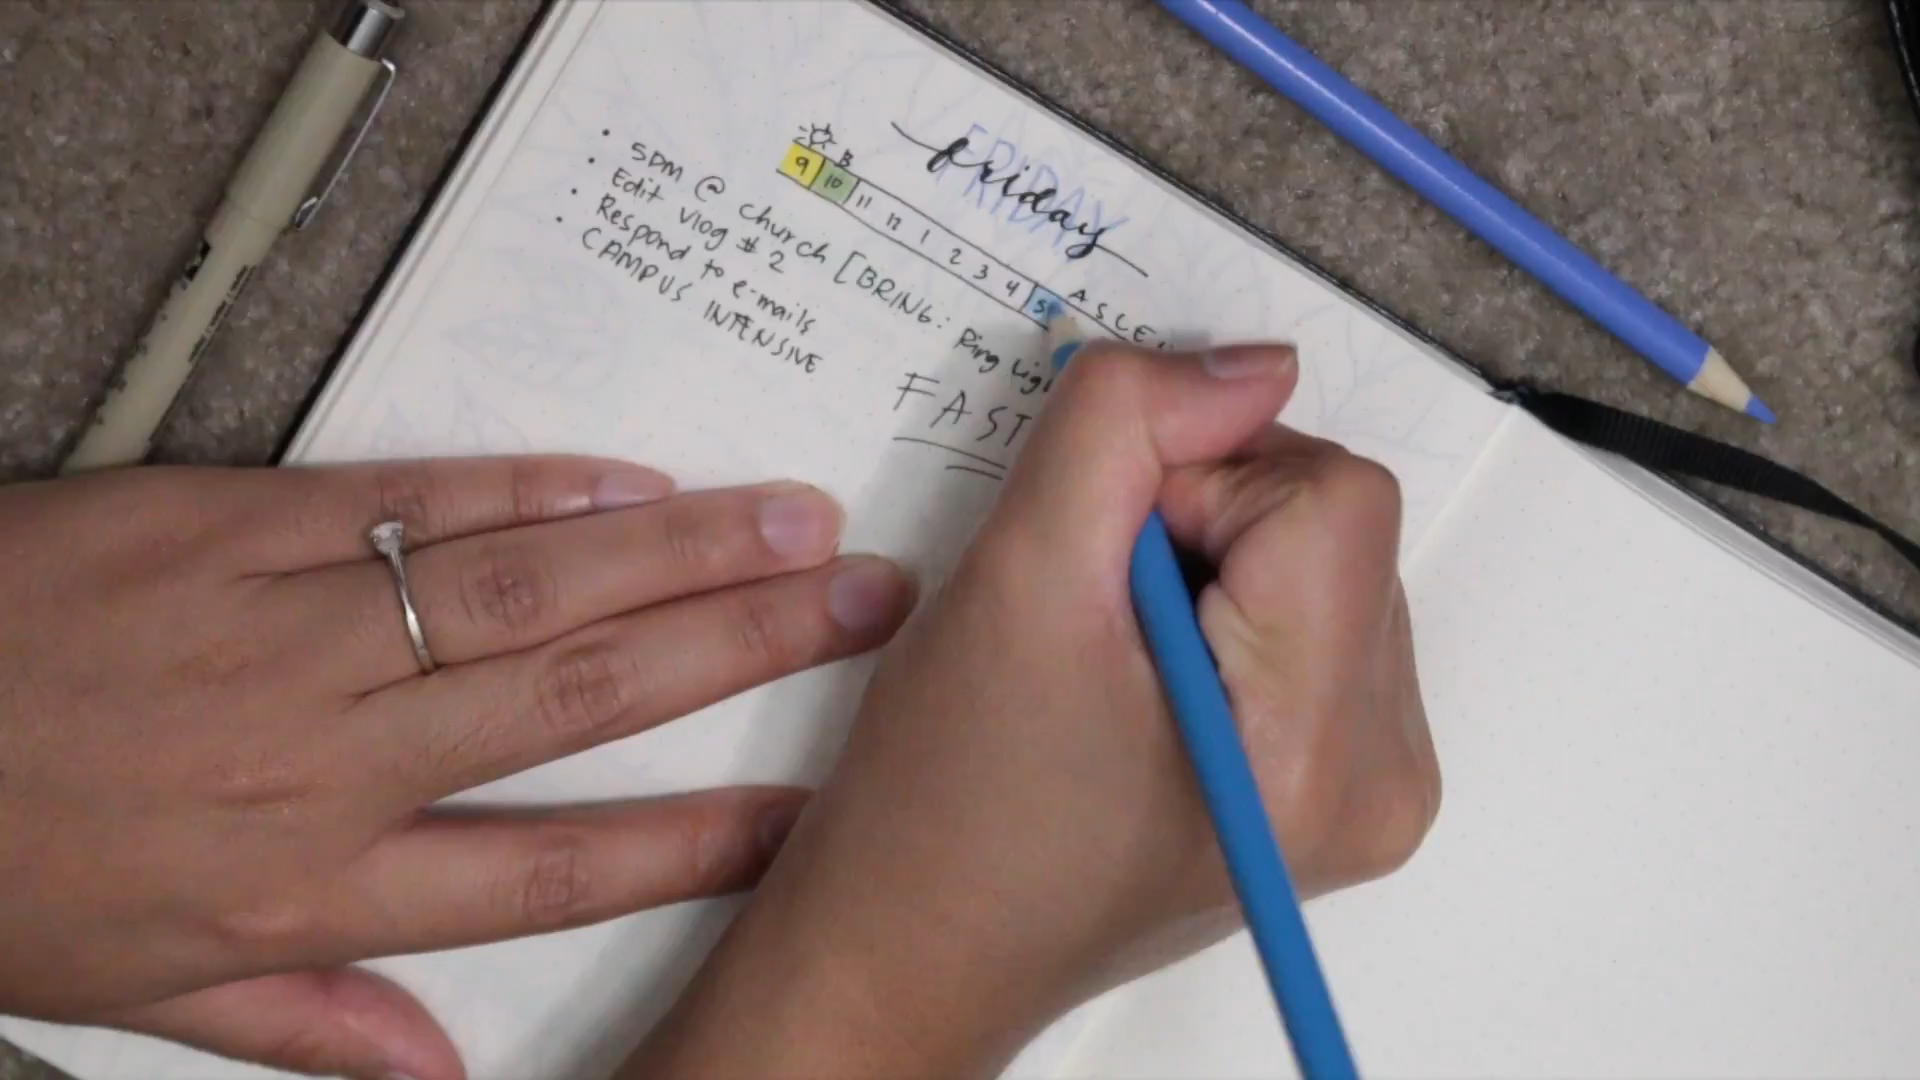 friday
FRIDAY
B
9 10 11 12 1 2 3 4 5
ASLE
• 5pm @ church [BRING: Ring Lig
• Edit vlog #2
• Respond to e-mails
• CAMPUS INTENSIVE
FAST